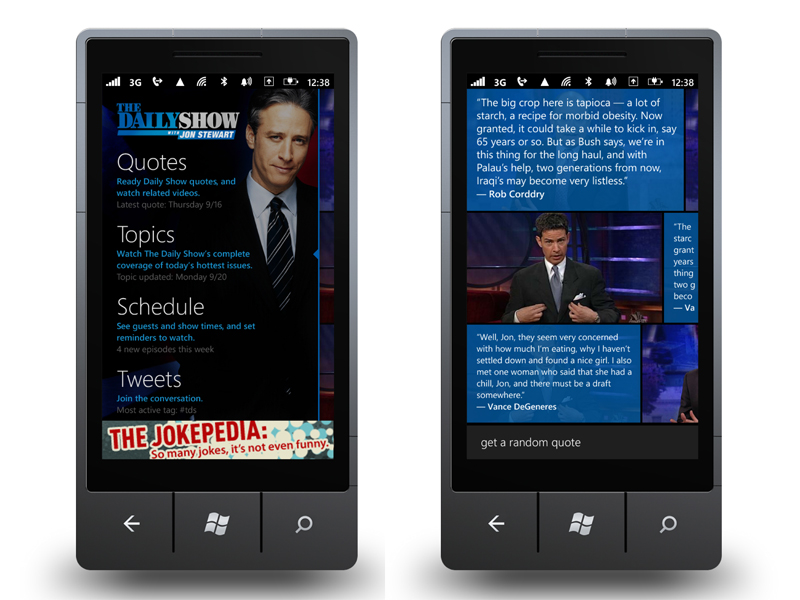 3G 12:38
THE
DAILY SHOW
WITH JON STEWART
Quotes
Ready Daily Show quotes, and
watch related videos.
Latest quote: Thursday 9/16
Topics
Watch The Daily Show's complete
coverage of today's hottest issues.
Topic updated: Monday 9/20
Schedule
See guests and show times, and set
reminders to watch.
4 new episodes this week
Tweets
Join the conversation.
Most active tag: #tds
THE JOKEPEDIA:
So many jokes, it's not even funny.
3G 12:38
"The big crop here is tapioca — a lot of
starch, a recipe for morbid obesity. Now
granted, it could take a while to kick in, say
65 years or so. But as Bush says, we're in
this thing for the long haul, and with
Palau's help, two generations from now,
Iraqi's may become very listless."
— Rob Corddry
"The
starc
grant
years
thing
two g
beco
— Va
"Well, Jon, they seem very concerned
with how much I'm eating, why I haven't
settled down and found a nice girl. I also
met one woman who said that she had a
chill, Jon, and there must be a draft
somewhere."
— Vance DeGeneres
get a random quote